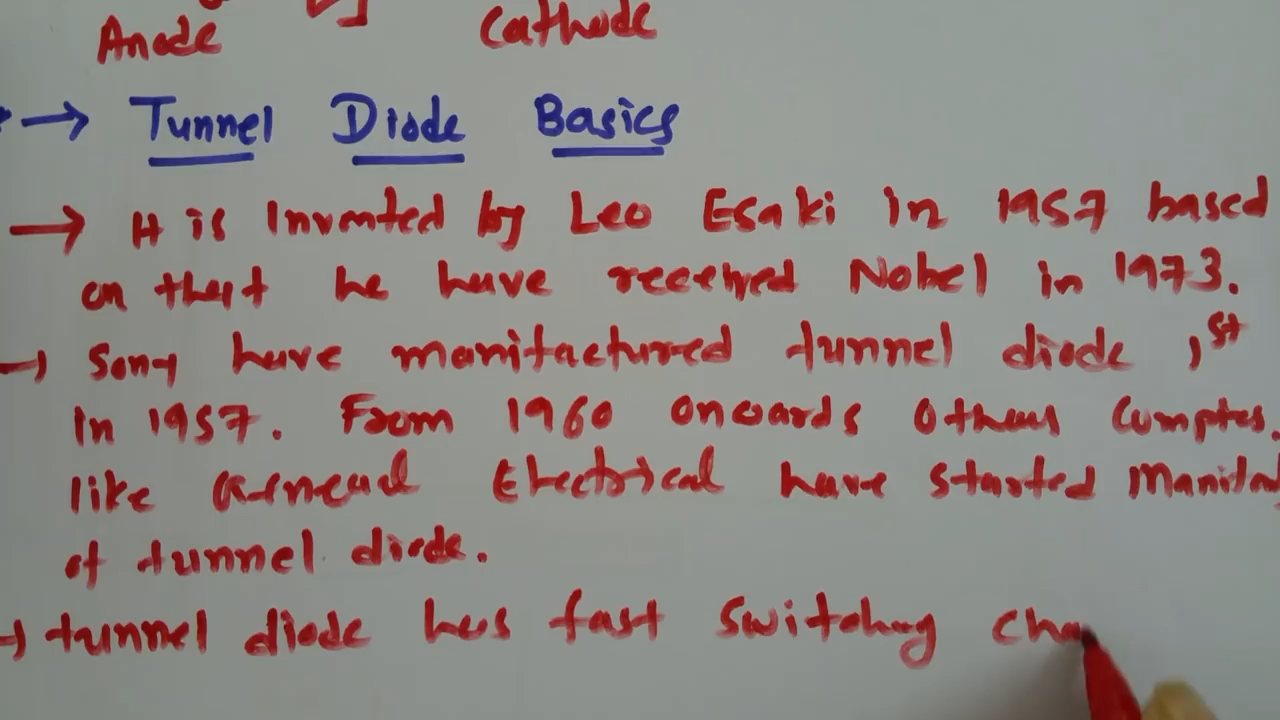 Anode Cathode
→ Tunnel Diode Basics
→ It is Invented by Leo Esaki in 1957 based
on that he have received Nobel in 1973.
→ Sony have manifactured tunnel diode 1st
In 1957. From 1960 onwards others
like General Electrical have started
of tunnel diode.
→ tunnel diode has fast switching cha